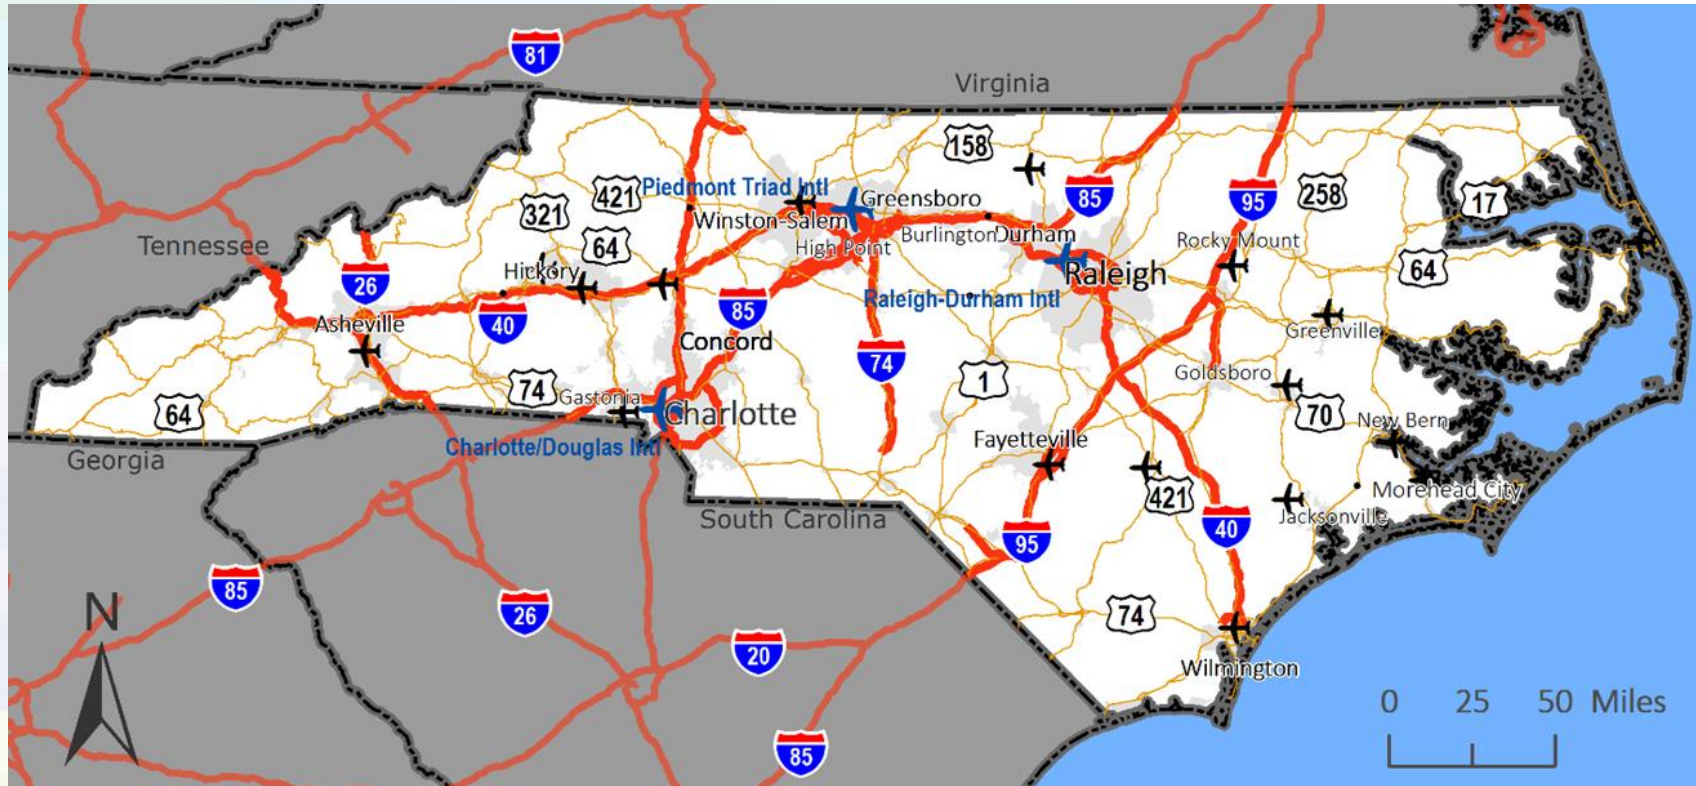 81
Virginia
158
85
95
258
17
421
321
64
Piedmont Triad Intl
Greensboro
Winston-Salem
High Point
Burlington
Durham
Rocky Mount
Tennessee
26
Hickory
40
Raleigh
64
Raleigh-Durham Intl
85
Asheville
Concord
74
Greenville
64
74
Gastonia
Charlotte
1
Goldsboro
70
New Bern
Charlotte/Douglas Intl
Georgia
Fayetteville
South Carolina
421
Morehead City
Jacksonville
95
40
85
26
N
74
20
Wilmington
85
0 25 50 Miles